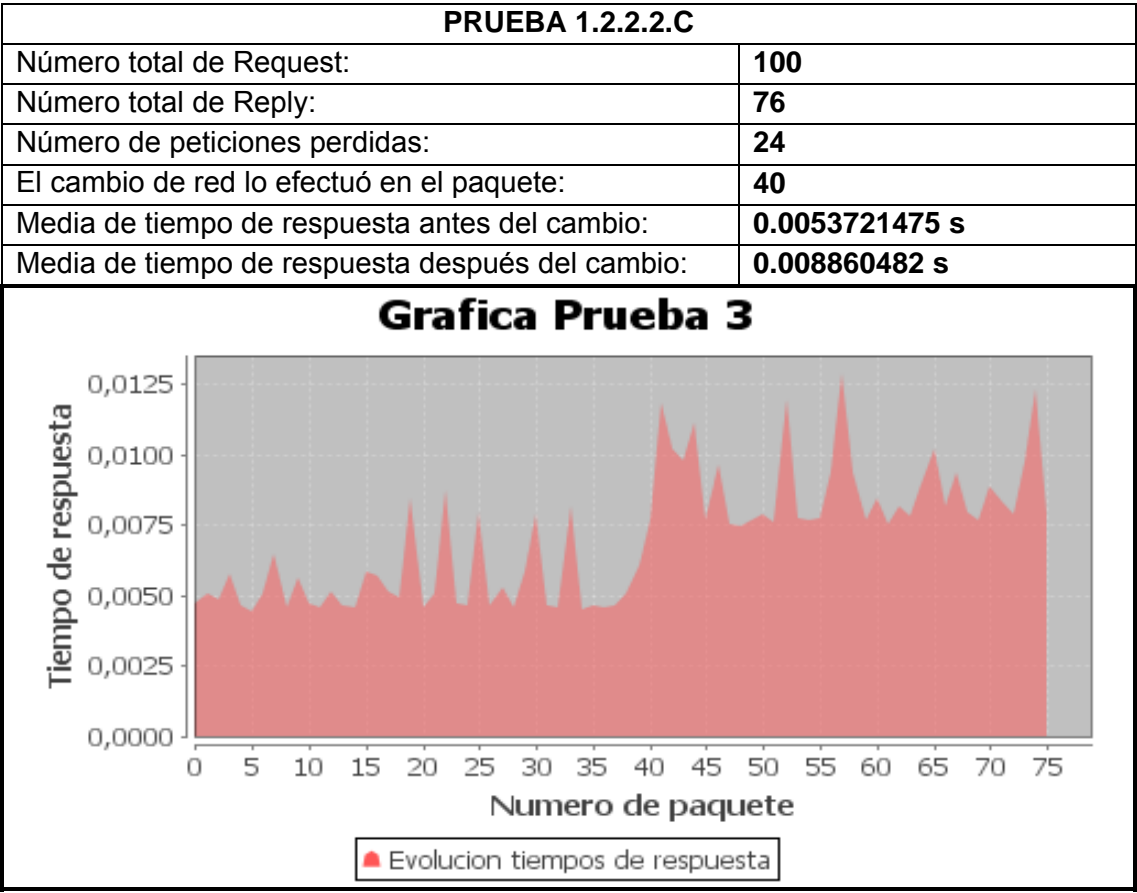 PRUEBA 1.2.2.2.C
Número total de Request: 100
Número total de Reply: 76
Número de peticiones perdidas: 24
El cambio de red lo efectuó en el paquete: 40
Media de tiempo de respuesta antes del cambio: 0.0053721475 s
Media de tiempo de respuesta después del cambio: 0.008860482 s
Grafica Prueba 3
Tiempo de respuesta
0,0125
0,0100
0,0075
0,0050
0,0025
0,0000
0 5 10 15 20 25 30 35 40 45 50 55 60 65 70 75
Numero de paquete
Evolucion tiempos de respuesta